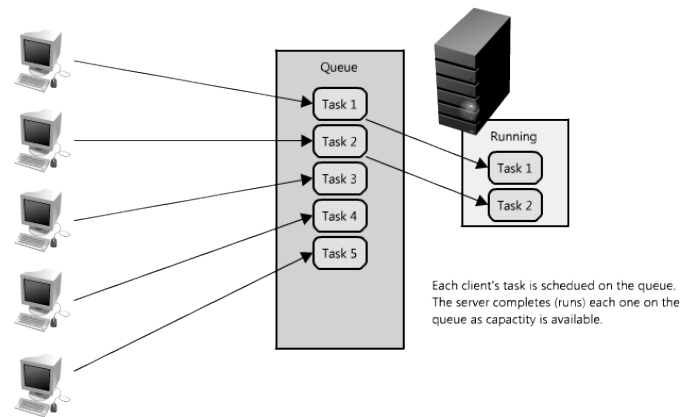 Queue
Task 1
Task 2
Task 3
Task 4
Task 5
Running
Task 1
Task 2
Each client's task is schedued on the queue.
The server completes (runs) each one on the
queue as capactity is available.